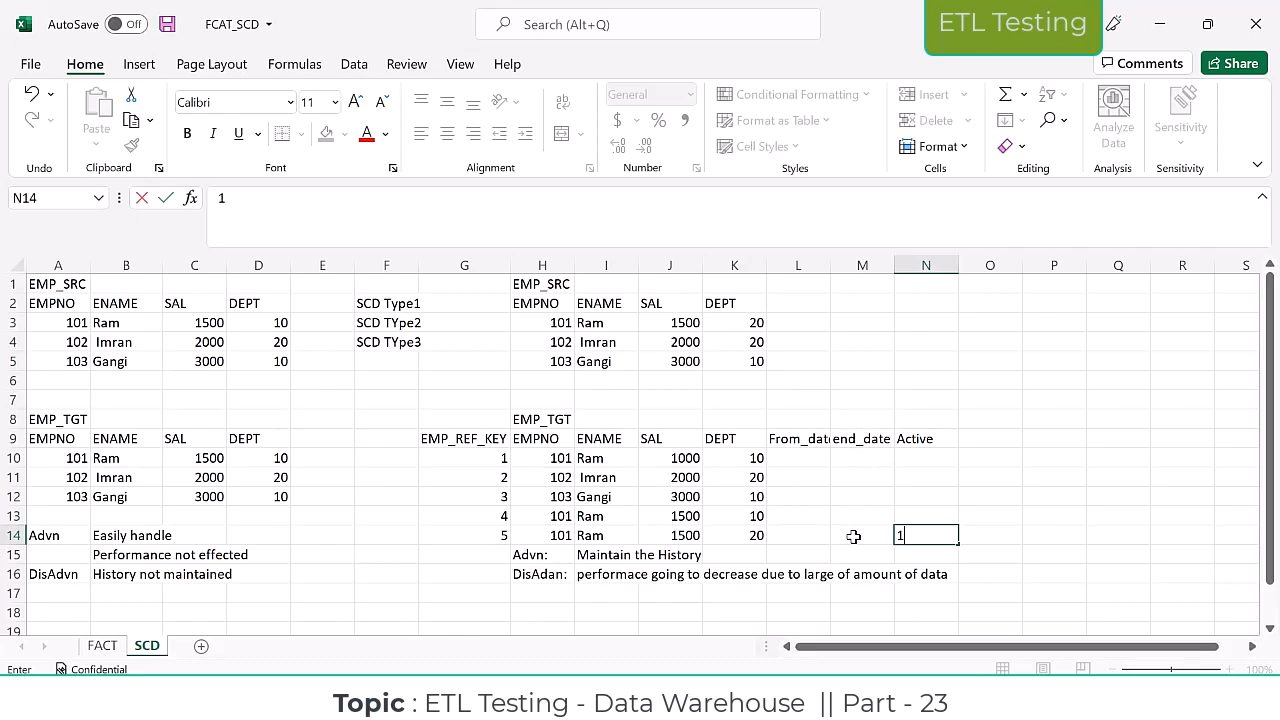 AutoSave Off FCAT_SCD Search (Alt+Q) ETL Testing
File Home Insert Page Layout Formulas Data Review View Help Comments Share
Calibri 11 General Conditional Formatting Insert
Paste B I U A $ % Format as Table Delete Analyze Data Sensitivity
Cell Styles Format
Undo Clipboard Font Alignment Number Styles Cells Editing Analysis Sensitivity
N14 fx 1
A B C D E F G H I J K L M N O P Q R S
1 EMP_SRC EMP_SRC
2 EMPNO ENAME SAL DEPT SCD Type1 EMPNO ENAME SAL DEPT
3 101 Ram 1500 10 SCD TYpe2 101 Ram 1500 20
4 102 Imran 2000 20 SCD TYpe3 102 Imran 2000 20
5 103 Gangi 3000 10 103 Gangi 3000 10
6
7
8 EMP_TGT EMP_TGT
9 EMPNO ENAME SAL DEPT EMP_REF_KEY EMPNO ENAME SAL DEPT From_date end_date Active
10 101 Ram 1500 10 1 101 Ram 1000 10
11 102 Imran 2000 20 2 102 Imran 2000 20
12 103 Gangi 3000 10 3 103 Gangi 3000 10
13 4 101 Ram 1500 10
14 Advn Easily handle 5 101 Ram 1500 20 1
15 Performance not effected Advn: Maintain the History
16 DisAdvn History not maintained DisAdan: performace going to decrease due to large of amount of data
17
18
19
FACT SCD
Enter Confidential 100%
Topic : ETL Testing - Data Warehouse || Part - 23